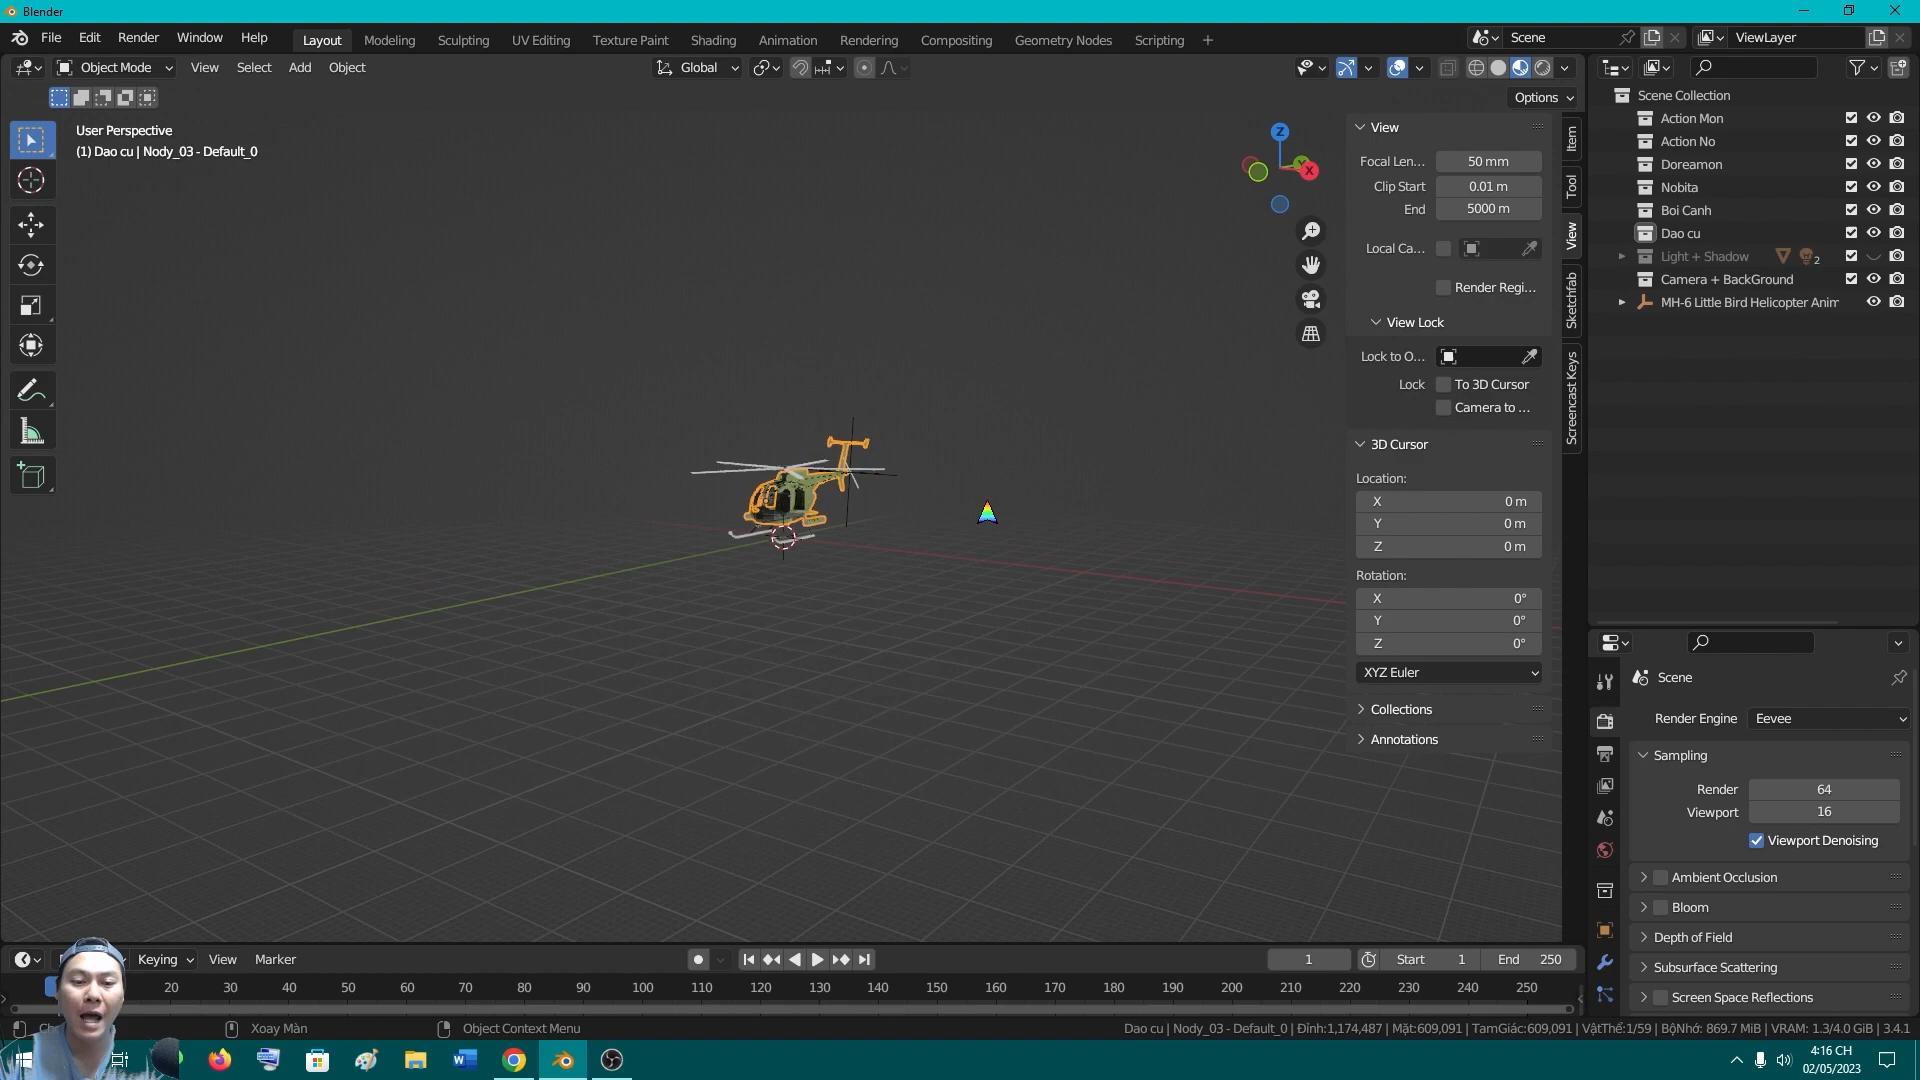 Blender
File Edit Render Window Help
Layout Modeling Sculpting UV Editing Texture Paint Shading Animation Rendering Compositing Geometry Nodes Scripting +
Scene
ViewLayer
Object Mode View Select Add Object
Global
Options
User Perspective
(1) Dao cu | Nody_03 - Default_0
Z
Y
X
View
Focal Len... 50 mm
Clip Start 0.01 m
End 5000 m
Local Ca...
Render Regi...
View Lock
Lock to O...
Lock To 3D Cursor
Camera to ...
3D Cursor
Location:
X 0 m
Y 0 m
Z 0 m
Rotation:
X 0°
Y 0°
Z 0°
XYZ Euler
Collections
Annotations
Item
Tool
View
Sketchfab
Screencast Keys
Scene Collection
Action Mon
Action No
Doreamon
Nobita
Boi Canh
Dao cu
Light + Shadow 2
Camera + BackGround
MH-6 Little Bird Helicopter Anim
Scene
Render Engine Eevee
Sampling
Render 64
Viewport 16
Viewport Denoising
Ambient Occlusion
Bloom
Depth of Field
Subsurface Scattering
Screen Space Reflections
Keying View Marker
1 Start 1 End 250
20 30 40 50 60 70 80 90 100 110 120 130 140 150 160 170 180 190 200 210 220 230 240 250
Xoay Màn
Object Context Menu
Dao cu | Nody_03 - Default_0 | Đỉnh:1,174,487 | Mặt:609,091 | TamGiác:609,091 | VậtThể:1/59 | BộNhớ: 869.7 MiB | VRAM: 1.3/4.0 GiB | 3.4.1
4:16 CH
02/05/2023